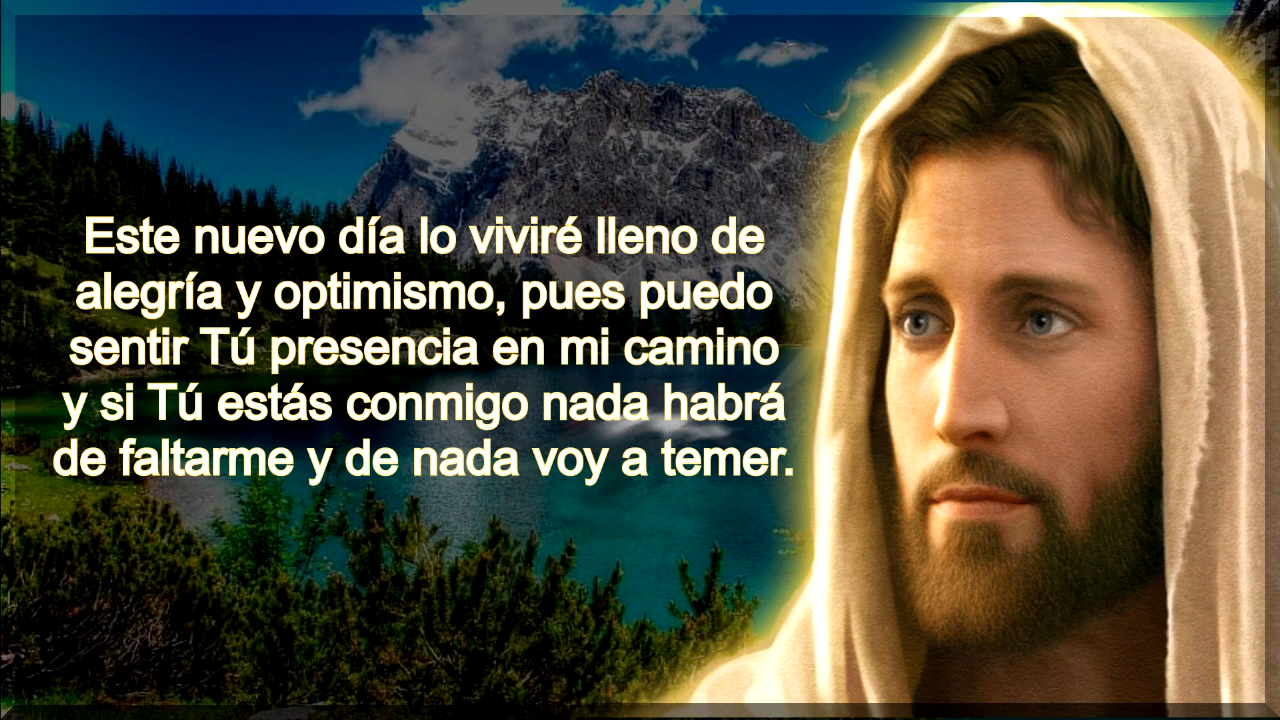 Este nuevo día lo viviré lleno de
alegría y optimismo, pues puedo
sentir Tú presencia en mi camino
y si Tú estás conmigo nada habrá
de faltarme y de nada voy a temer.